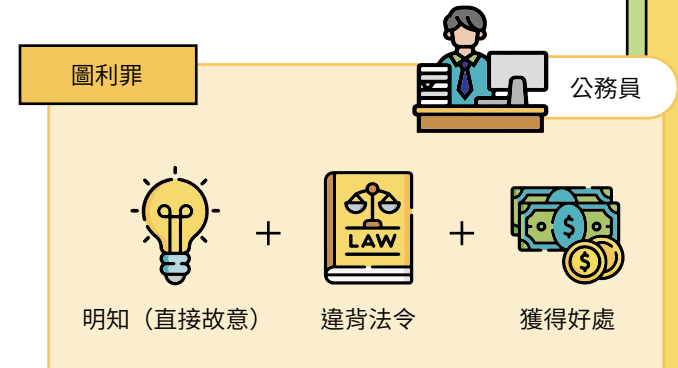 圖利罪
公務員
LAW
明知（直接故意）
違背法令
獲得好處